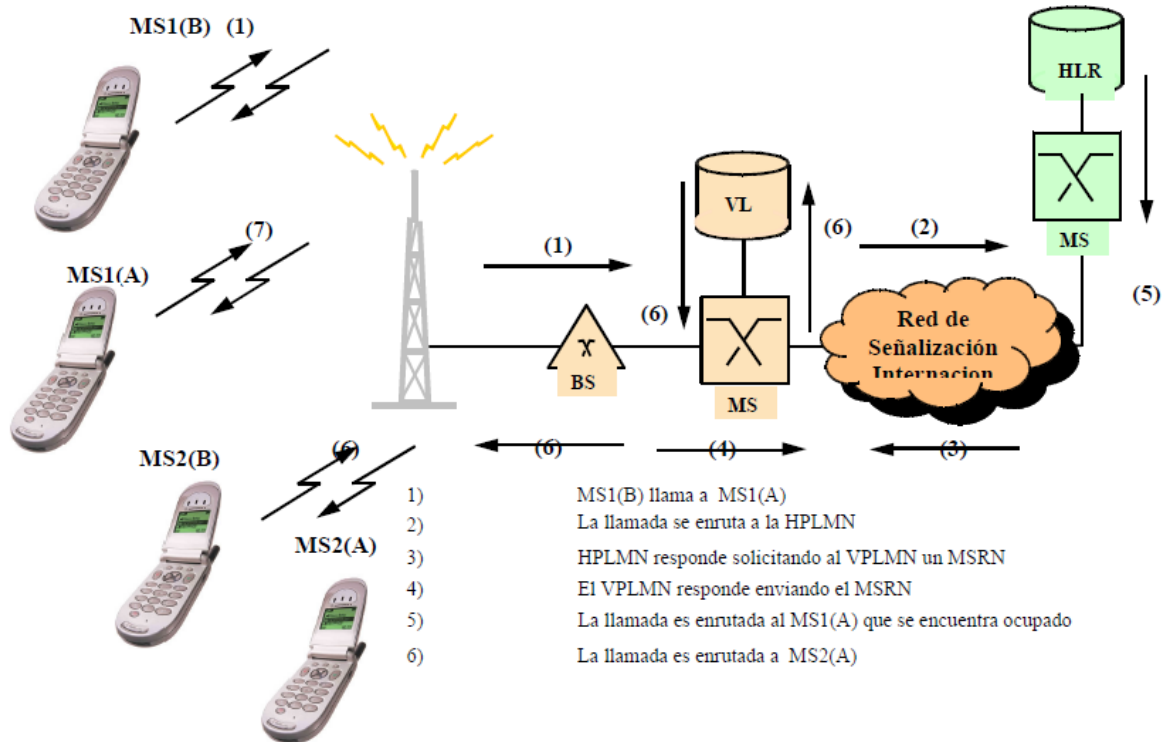 MS1(B) (1)
HLR
VL
(6)
(2)
MS
(7)
(1)
MS1(A)
(5)
(6)
Red de
Señalización
Internacion
BS
MS
(6)
(6)
(4)
(3)
MS2(B)
MS2(A)
1) MS1(B) llama a MS1(A)
2) La llamada se enruta a la HPLMN
3) HPLMN responde solicitando al VPLMN un MSRN
4) El VPLMN responde enviando el MSRN
5) La llamada es enrutada al MS1(A) que se encuentra ocupado
6) La llamada es enrutada a MS2(A)